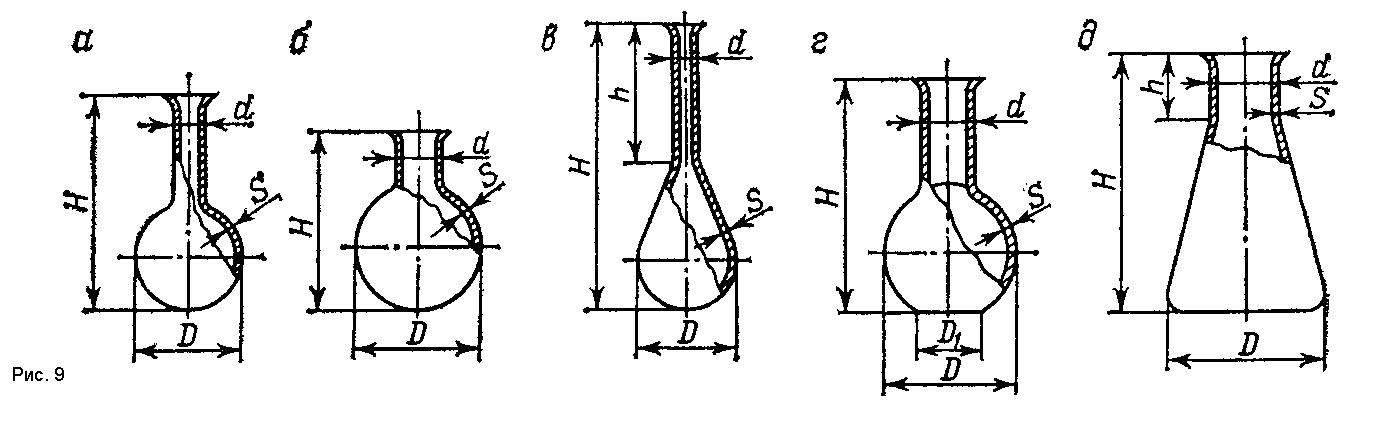 а б в г д
H d S D
H d S D
H h d S D
H d S D₁ D
H h d S D
Рис. 9